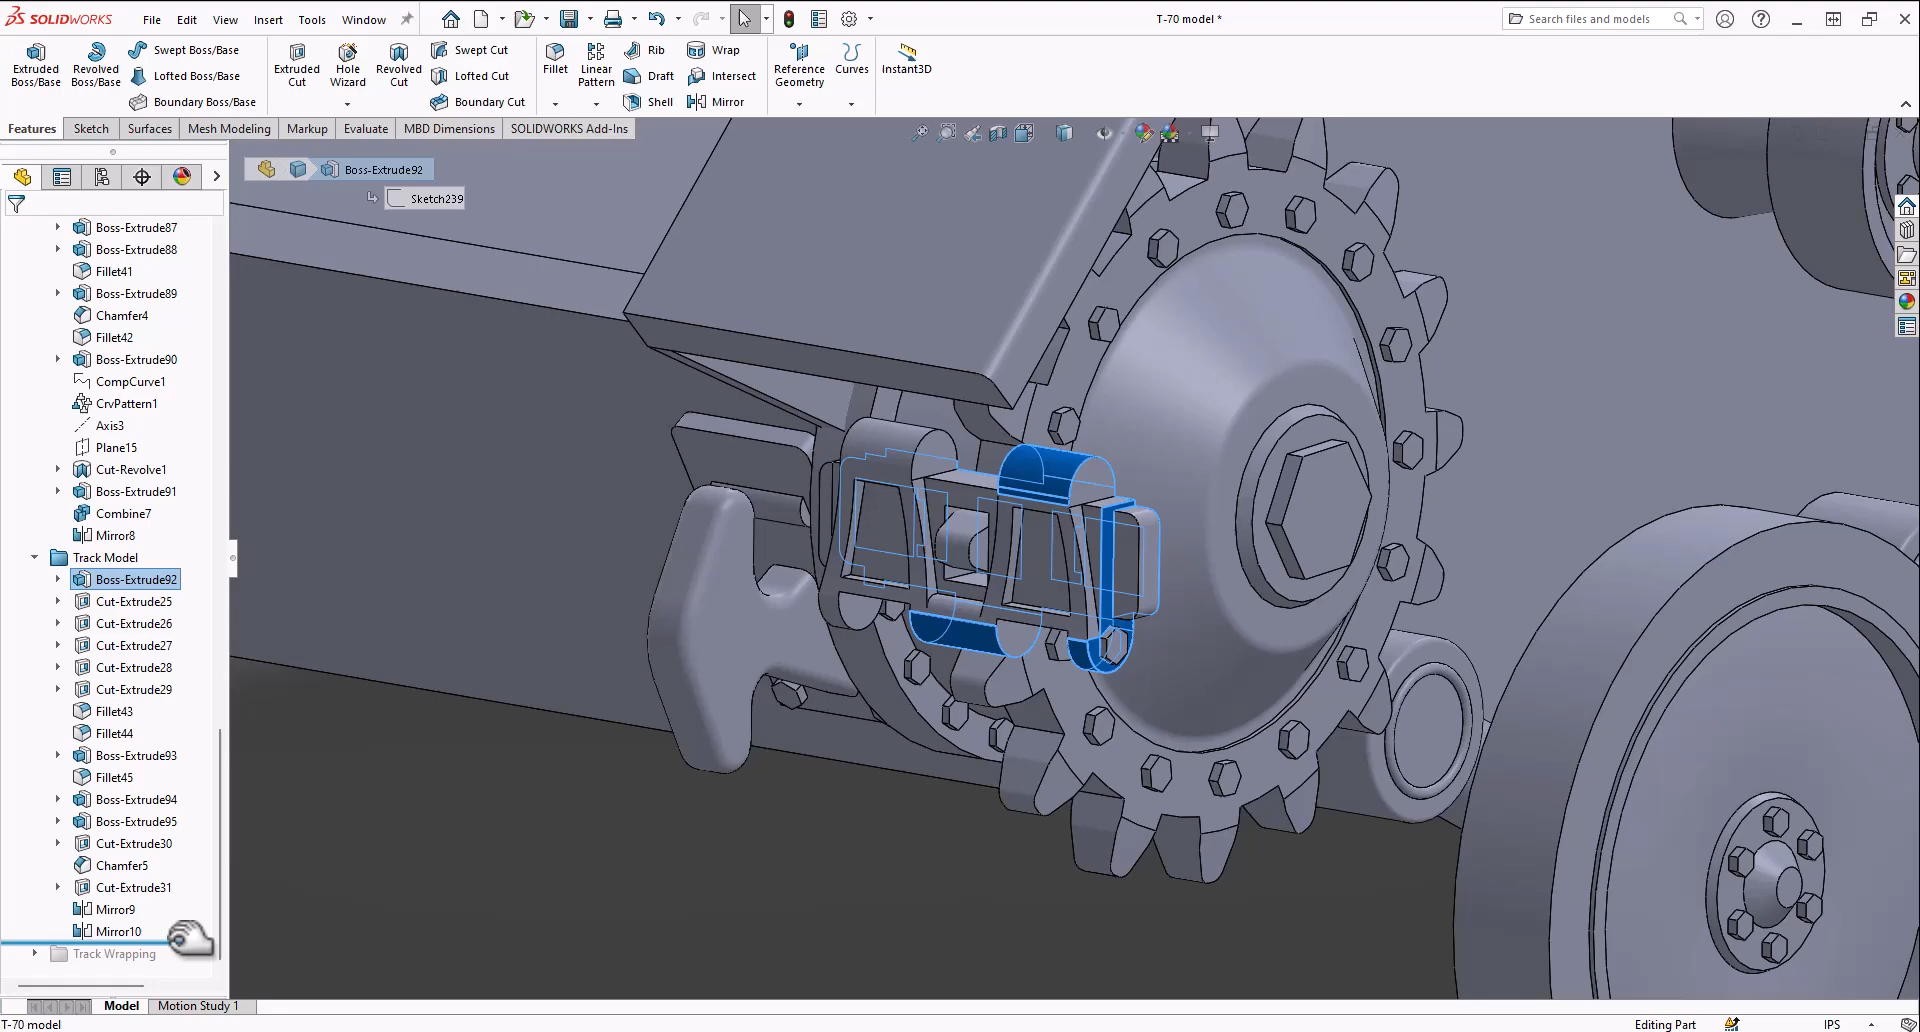 SOLIDWORKS
File Edit View Insert Tools Window
T-70 model *
Search files and models
Extruded Boss/Base
Revolved Boss/Base
Swept Boss/Base
Lofted Boss/Base
Boundary Boss/Base
Extruded Cut
Hole Wizard
Revolved Cut
Swept Cut
Lofted Cut
Boundary Cut
Fillet
Linear Pattern
Rib
Draft
Shell
Wrap
Intersect
Mirror
Reference Geometry
Curves
Instant3D
Features Sketch Surfaces Mesh Modeling Markup Evaluate MBD Dimensions SOLIDWORKS Add-Ins
Boss-Extrude92
Sketch239
Boss-Extrude87
Boss-Extrude88
Fillet41
Boss-Extrude89
Chamfer4
Fillet42
Boss-Extrude90
CompCurve1
CrvPattern1
Axis3
Plane15
Cut-Revolve1
Boss-Extrude91
Combine7
Mirror8
Track Model
Boss-Extrude92
Cut-Extrude25
Cut-Extrude26
Cut-Extrude27
Cut-Extrude28
Cut-Extrude29
Fillet43
Fillet44
Boss-Extrude93
Fillet45
Boss-Extrude94
Boss-Extrude95
Cut-Extrude30
Chamfer5
Cut-Extrude31
Mirror9
Mirror10
Track Wrapping
Model Motion Study 1
T-70 model
Editing Part
IPS